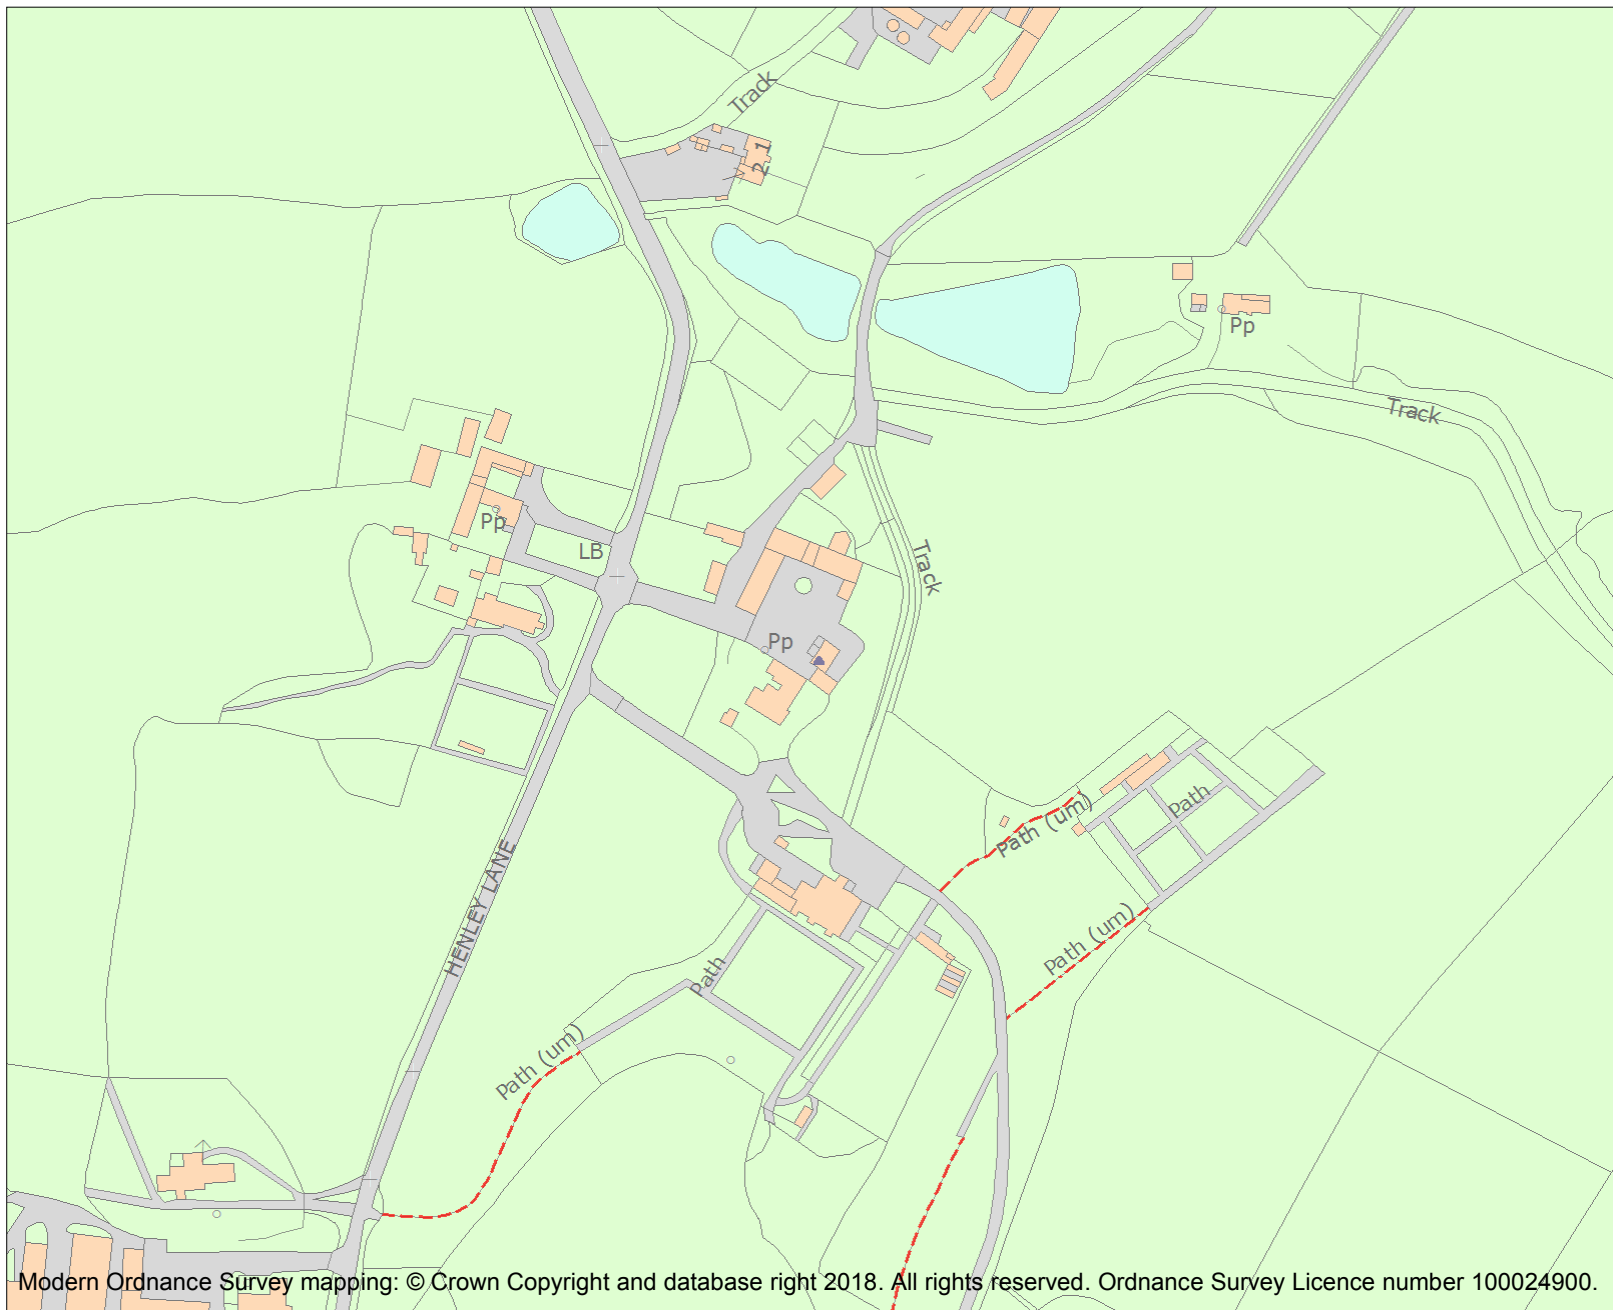 Track
1
2
Pp
Track
Pp
LB
Track
Pp
Path
Path (um)
HENLEY LANE
Path (um)
Path
Path (um)
Modern Ordnance Survey mapping: © Crown Copyright and database right 2018. All rights reserved. Ordnance Survey Licence number 100024900.